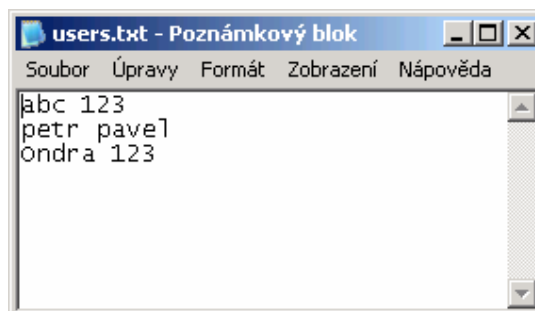 users.txt - Poznámkový blok
Soubor Úpravy Formát Zobrazení Nápověda
abc 123
petr pavel
Ondra 123